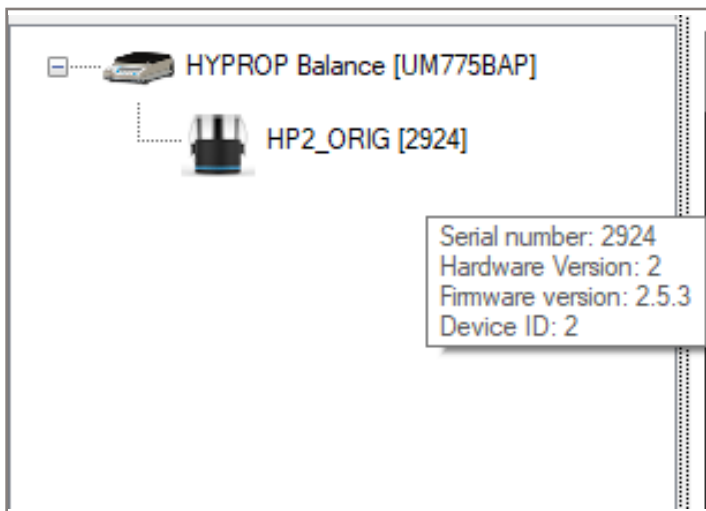 HYPROP Balance [UM775BAP]
HP2_ORIG [2924]
Serial number: 2924
Hardware Version: 2
Firmware version: 2.5.3
Device ID: 2